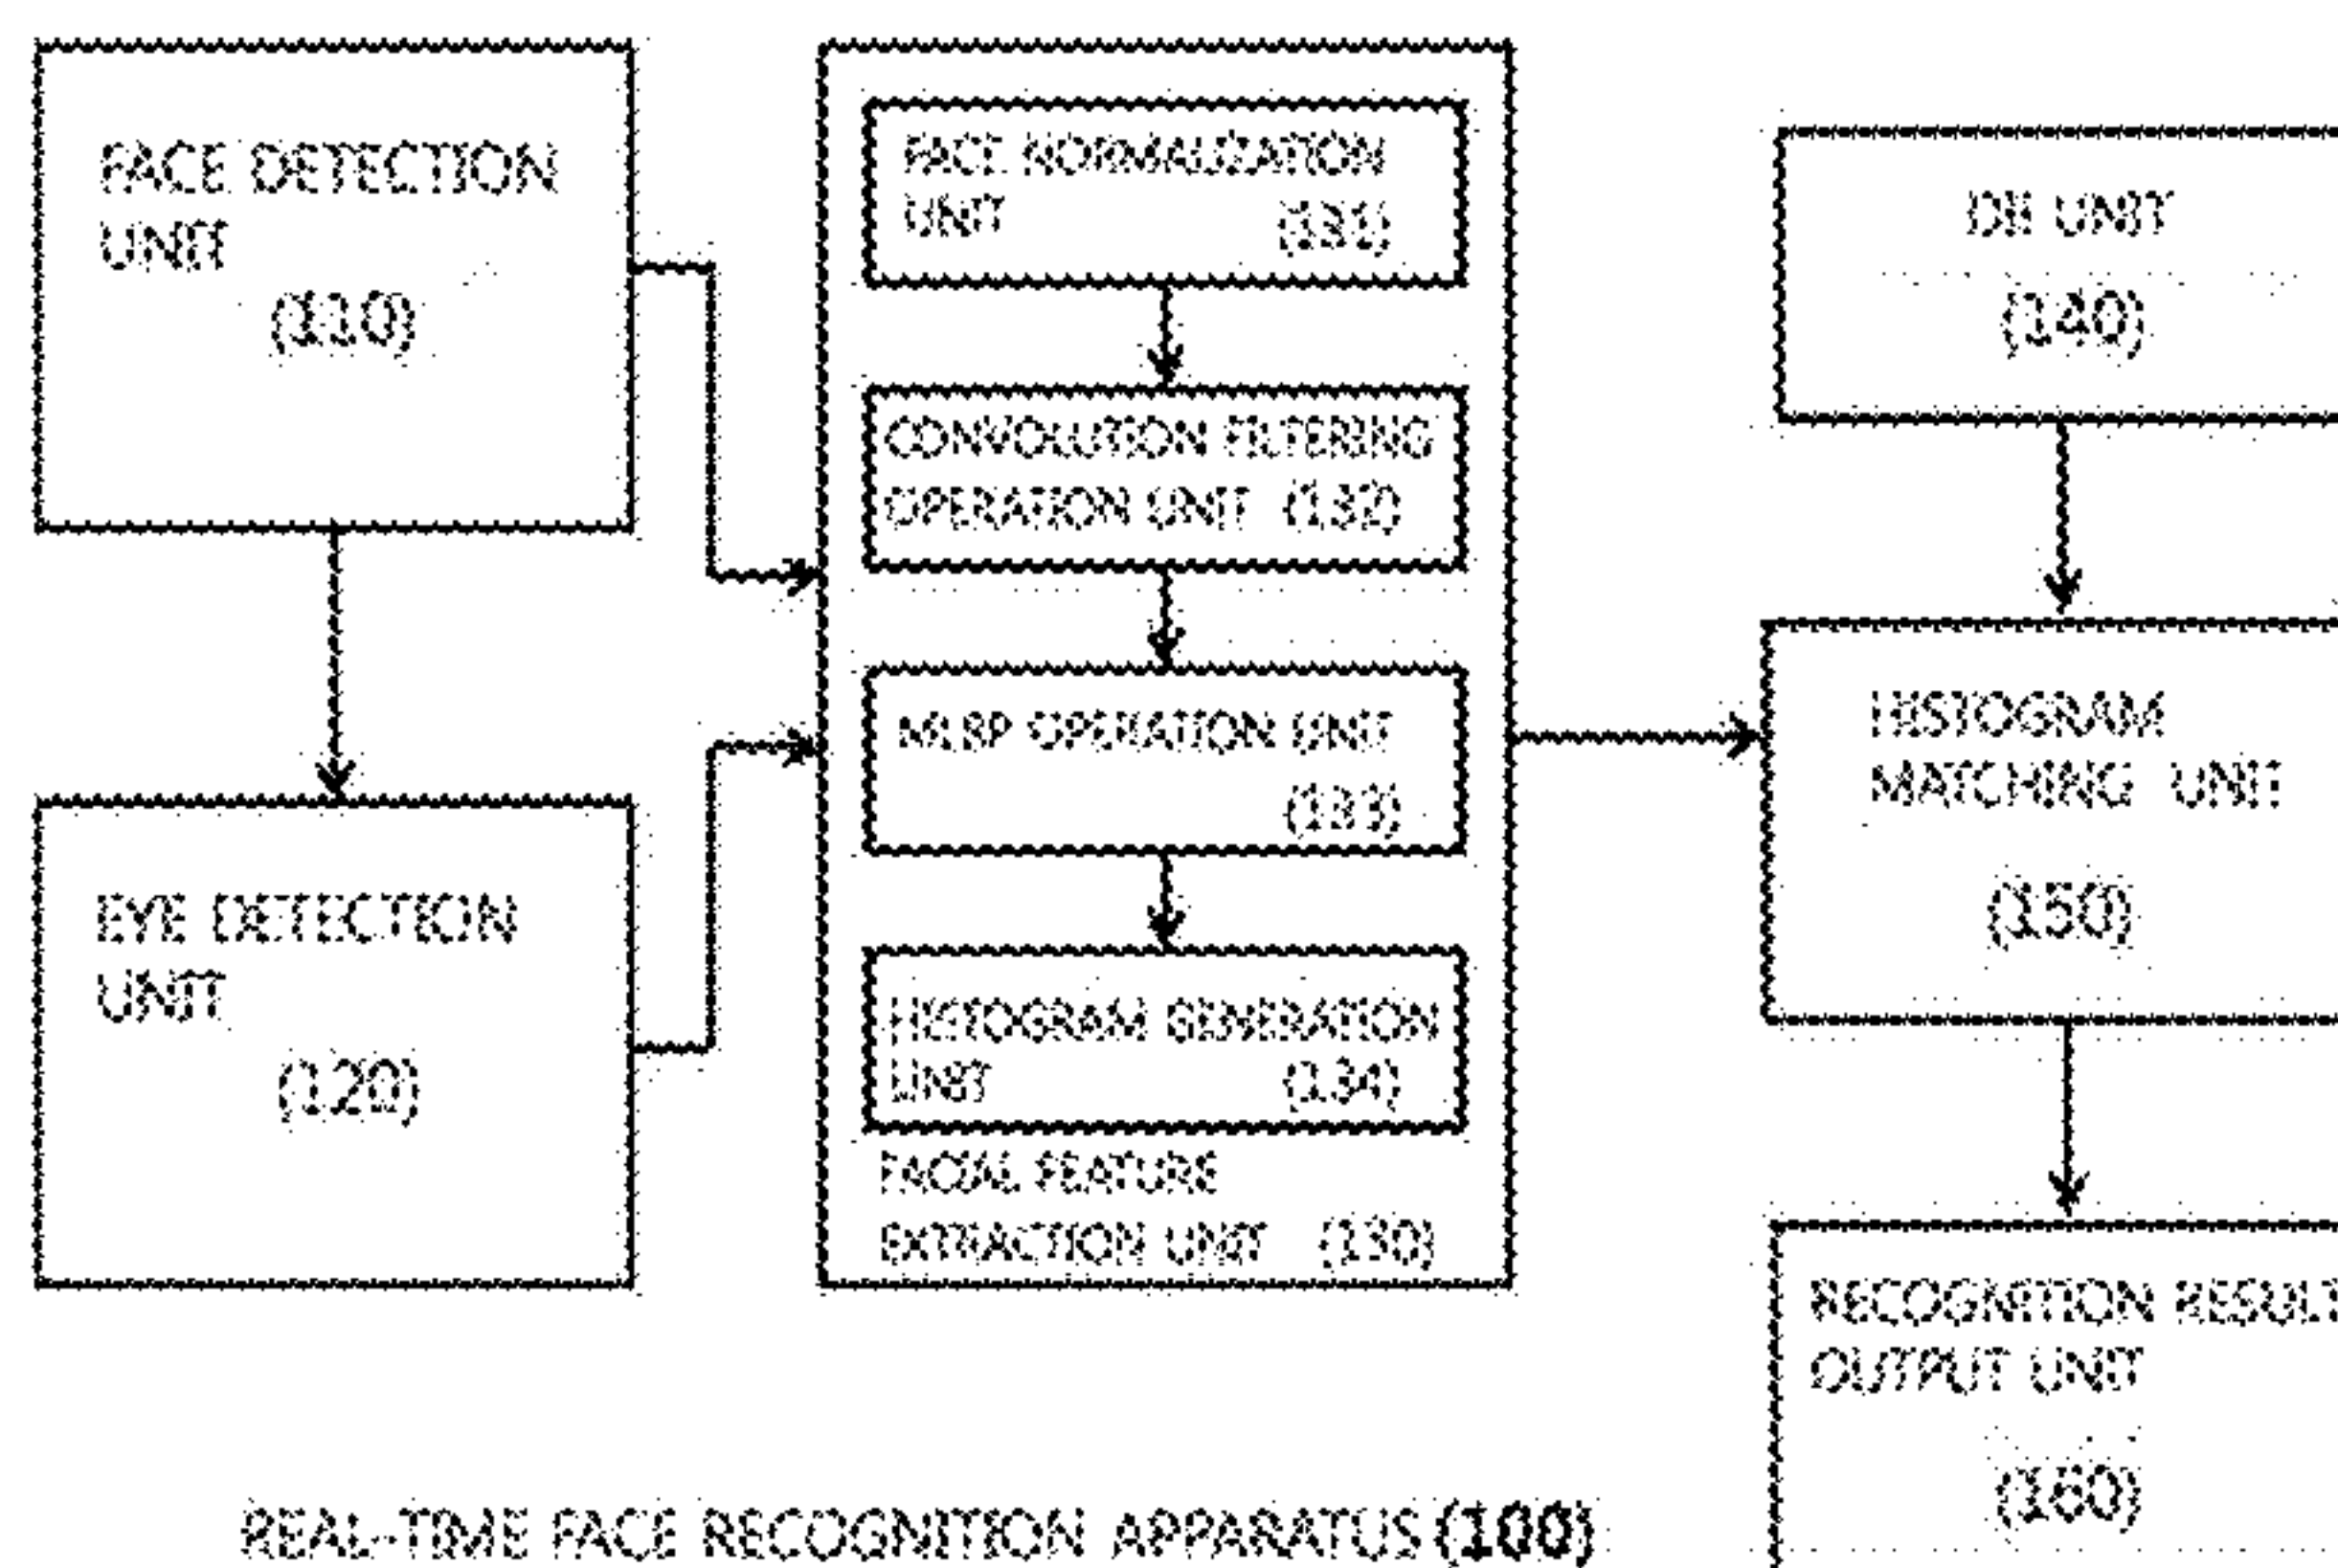 FACE DETECTION
UNIT
(110)
EYE DETECTION
UNIT
(120)
FACE NORMALIZATION
UNIT (131)
CONVOLUTION FILTERING
OPERATION UNIT (132)
MLBP OPERATION UNIT
(133)
HISTOGRAM GENERATION
UNIT (134)
FACIAL FEATURE
EXTRACTION UNIT (130)
DB UNIT
(140)
HISTOGRAM
MATCHING UNIT
(150)
RECOGNITION RESULT
OUTPUT UNIT
(160)
REAL-TIME FACE RECOGNITION APPARATUS (100)